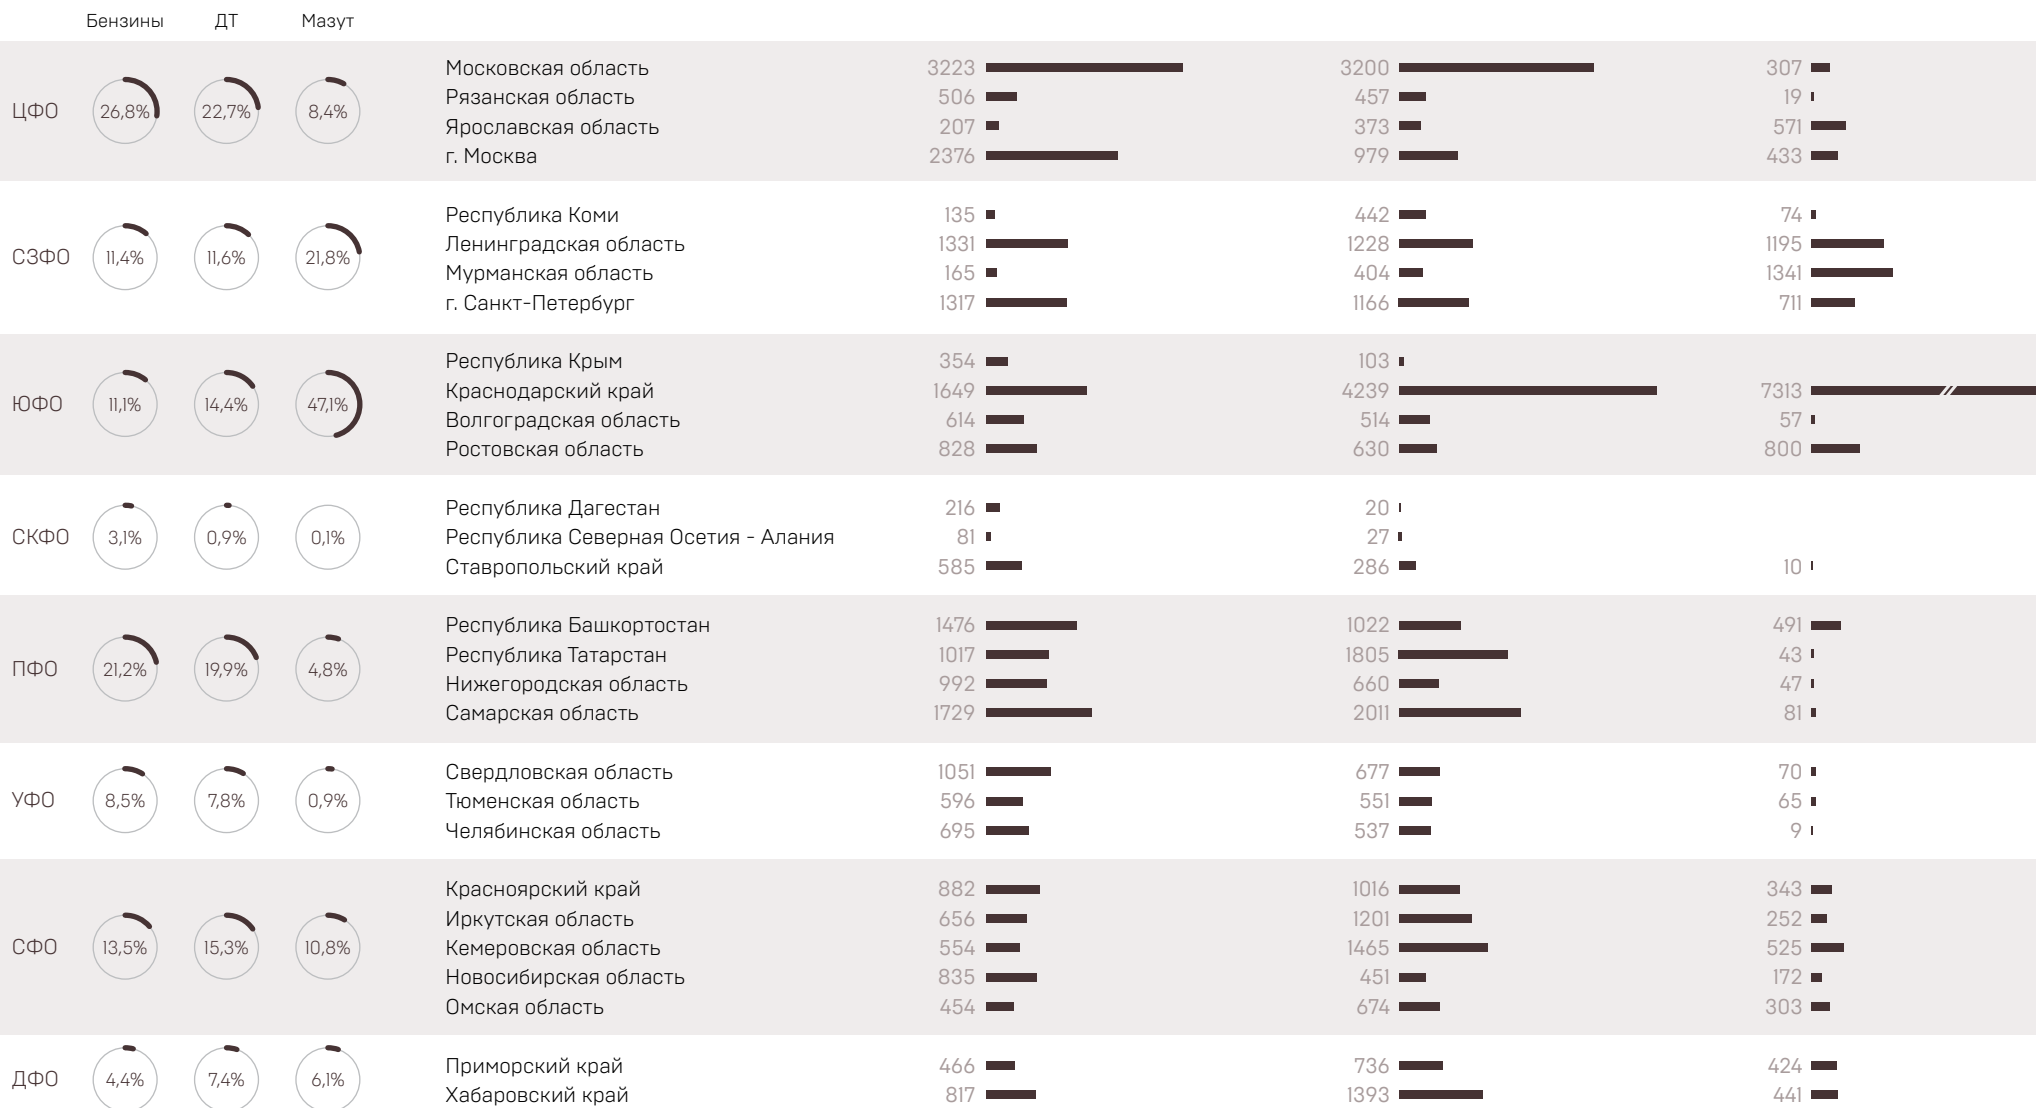 Бензины ДТ Мазут
Московская область 3223 3200 307
Рязанская область 506 457 19
ЦФО 26,8% 22,7% 8,4%
Ярославская область 207 373 571
г. Москва 2376 979 433
Республика Коми 135 442 74
Ленинградская область 1331 1228 1195
СЗФО 11,4% 11,6% 21,8%
Мурманская область 165 404 1341
г. Санкт-Петербург 1317 1166 711
Республика Крым 354 103
Краснодарский край 1649 4239 7313
ЮФО 11,1% 14,4% 47,1%
Волгоградская область 614 514 57
Ростовская область 828 630 800
Республика Дагестан 216 20
СКФО 3,1% 0,9% 0,1%
Республика Северная Осетия - Алания 81 27
Ставропольский край 585 286 10
Республика Башкортостан 1476 1022 491
Республика Татарстан 1017 1805 43
ПФО 21,2% 19,9% 4,8%
Нижегородская область 992 660 47
Самарская область 1729 2011 81
Свердловская область 1051 677 70
УФО 8,5% 7,8% 0,9%
Тюменская область 596 551 65
Челябинская область 695 537 9
Красноярский край 882 1016 343
Иркутская область 656 1201 252
СФО 13,5% 15,3% 10,8%
Кемеровская область 554 1465 525
Новосибирская область 835 451 172
Омская область 454 674 303
Приморский край 466 736 424
ДФО 4,4% 7,4% 6,1%
Хабаровский край 817 1393 441